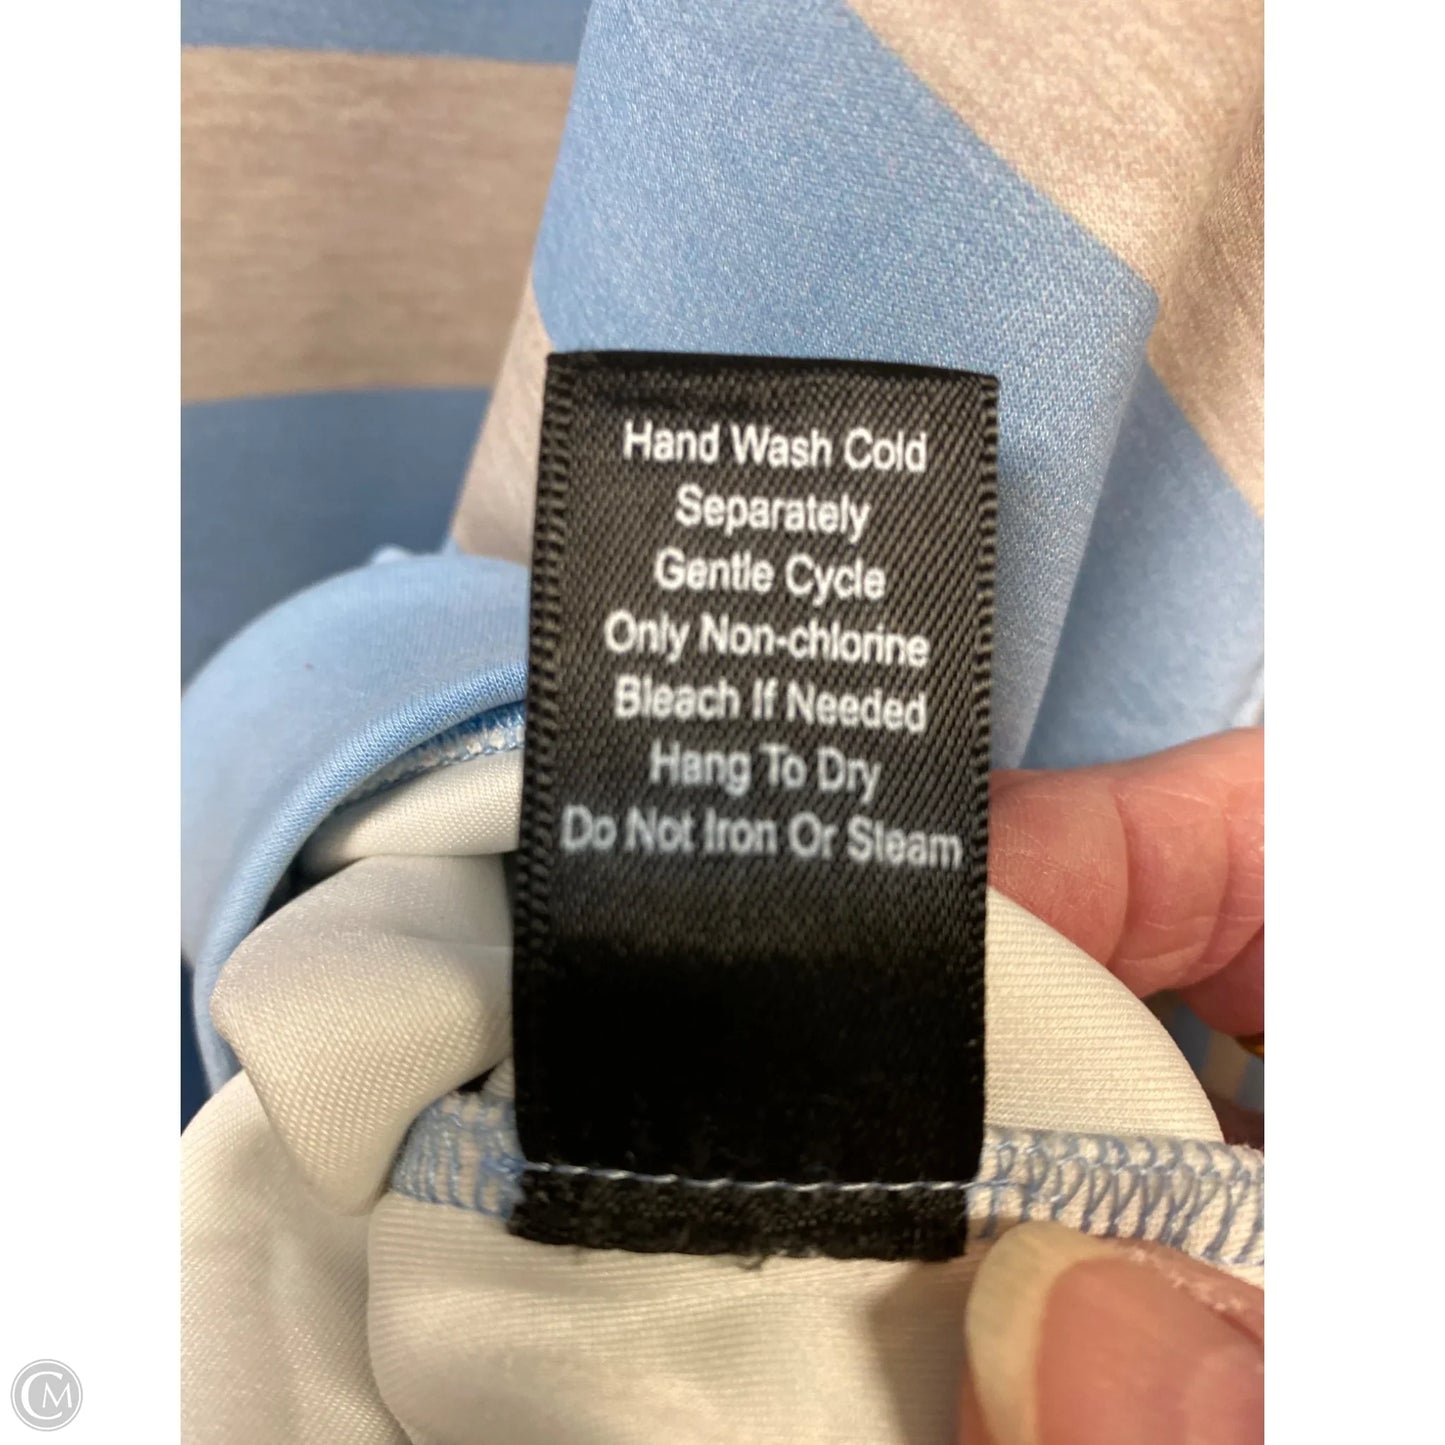 Hand Wash Cold
Separately
Gentle Cycle
Only Non-chlorine
Bleach If Needed
Hang To Dry
Do Not Iron Or Steam
CM